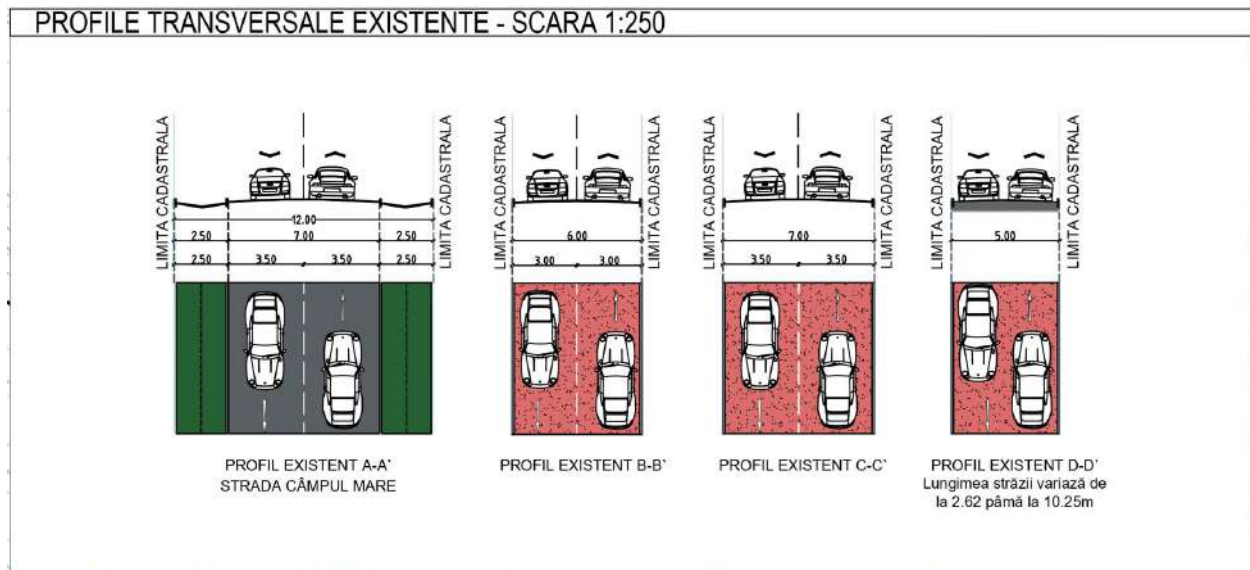 PROFILE TRANSVERSALE EXISTENTE - SCARA 1:250
LIMITA CADASTRALA
LIMITA CADASTRALA
LIMITA CADASTRALA
LIMITA CADASTRALA
LIMITA CADASTRALA
LIMITA CADASTRALA
LIMITA CADASTRALA
LIMITA CADASTRALA
12.00
2.50 7.00 2.50
2.50 3.50 3.50 2.50
6.00
3.00 3.00
7.00
3.50 3.50
5.00
PROFIL EXISTENT A-A`
STRADA CÂMPUL MARE
PROFIL EXISTENT B-B`
PROFIL EXISTENT C-C`
PROFIL EXISTENT D-D`
Lungimea străzii variază de
la 2.62 pâmă la 10.25m